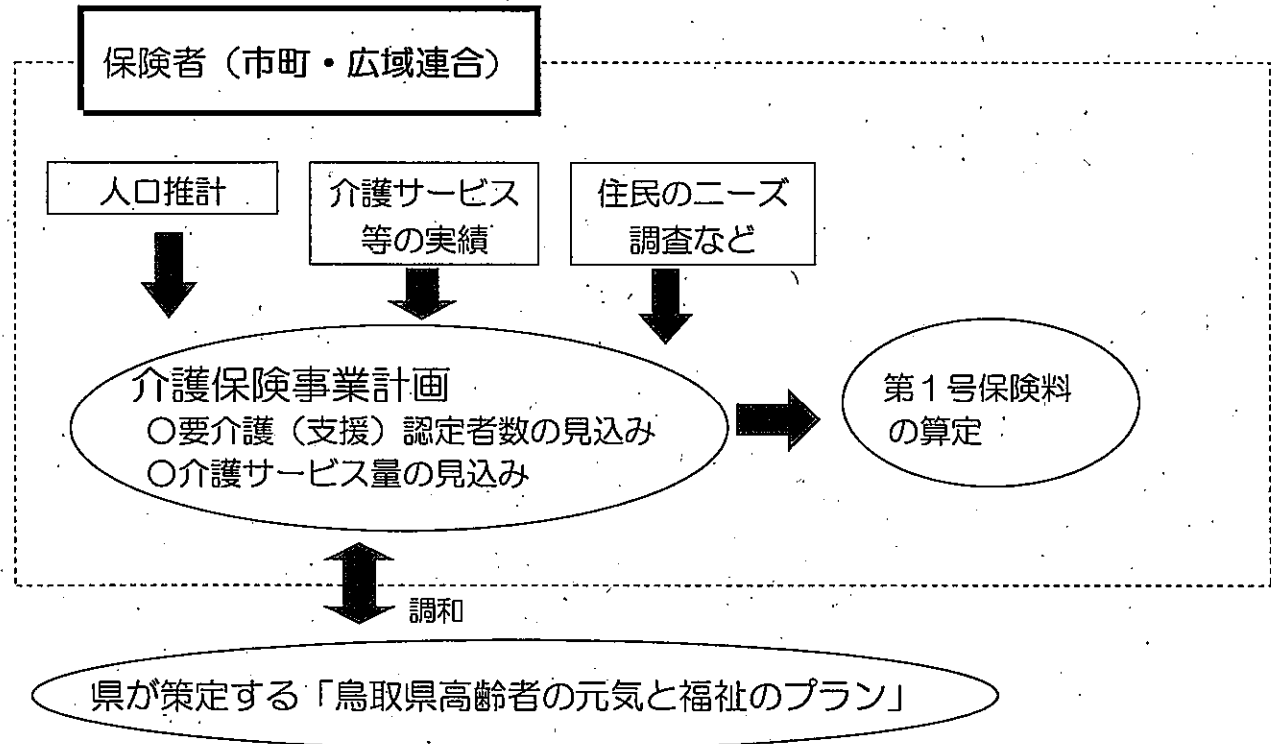 保険者（市町・広域連合）
人口推計
介護サービス
等の実績
住民のニーズ
調査など
介護保険事業計画
○要介護（支援）認定者数の見込み
○介護サービス量の見込み
第１号保険料
の算定
調和
県が策定する「鳥取県高齢者の元気と福祉のプラン」